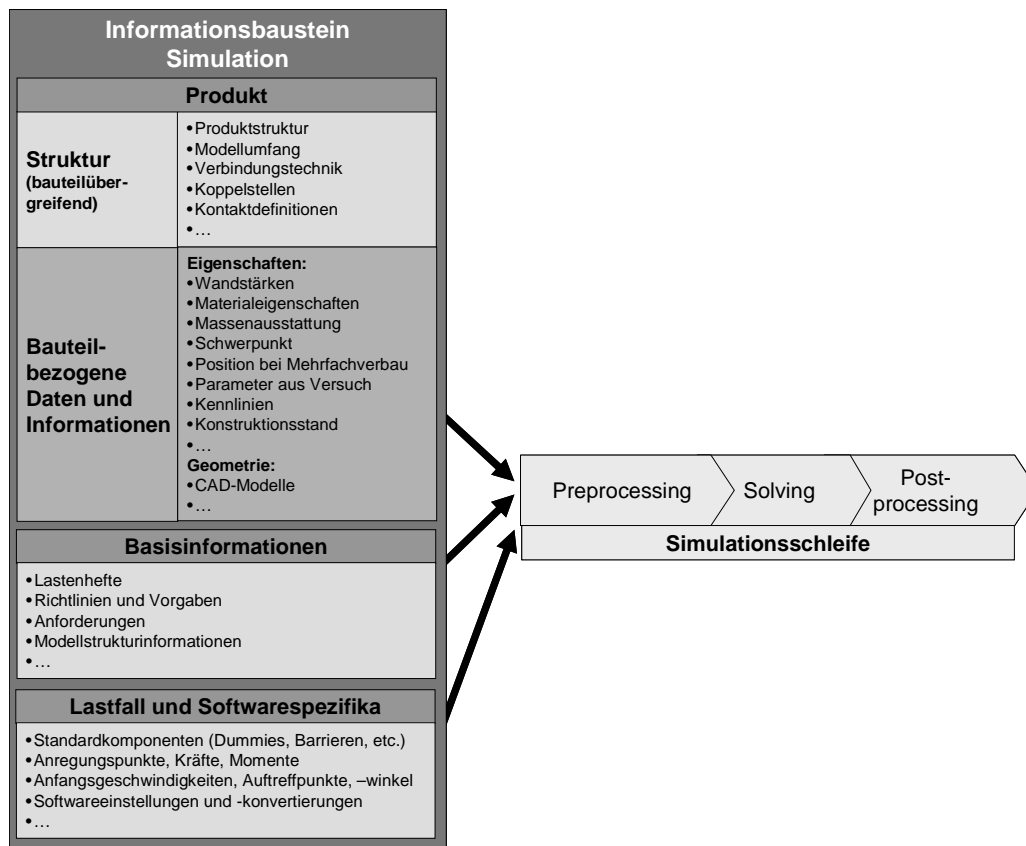 Informationsbaustein
Simulation
Produkt
Struktur
(bauteilüber-
greifend)
•Produktstruktur
•Modellumfang
•Verbindungstechnik
•Koppelstellen
•Kontaktdefinitionen
•…
Bauteil-
bezogene
Daten und
Informationen
Eigenschaften:
•Wandstärken
•Materialeigenschaften
•Massenausstattung
•Schwerpunkt
•Position bei Mehrfachverbau
•Parameter aus Versuch
•Kennlinien
•Konstruktionsstand
•…
Geometrie:
•CAD-Modelle
•…
Basisinformationen
•Lastenhefte
•Richtlinien und Vorgaben
•Anforderungen
•Modellstrukturinformationen
•…
Lastfall und Softwarespezifika
•Standardkomponenten (Dummies, Barrieren, etc.)
•Anregungspunkte, Kräfte, Momente
•Anfangsgeschwindigkeiten, Auftreffpunkte, –winkel
•Softwareeinstellungen und -konvertierungen
•…
Preprocessing
Solving
Post-
processing
Simulationsschleife